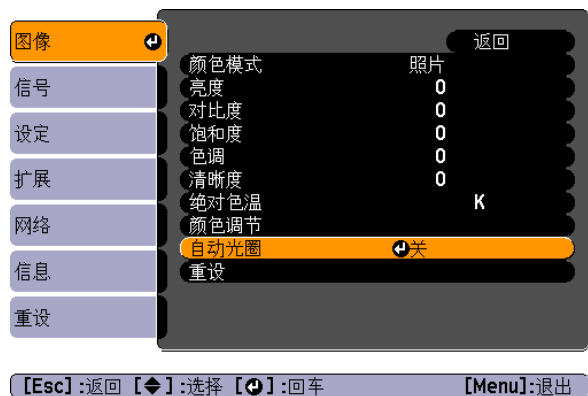 图像
信号
设定
扩展
网络
信息
重设
返回
颜色模式 照片
亮度 0
对比度 0
饱和度 0
色调 0
清晰度 0
绝对色温 K
颜色调节
自动光圈 关
重设
[Esc]:返回 [◆]:选择 [⏎]:回车 [Menu]:退出